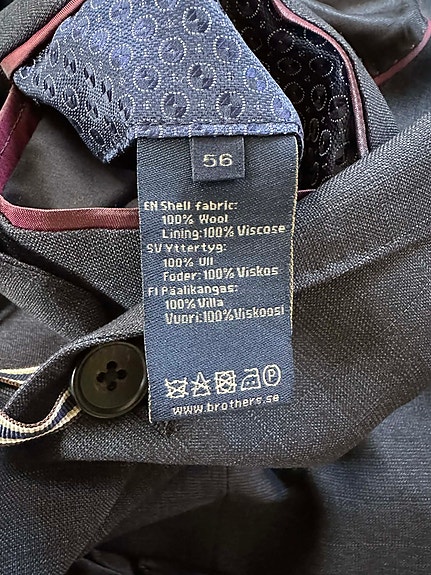 56
EN Shell fabric:
100% Wool
Lining:100% Viscose
SV Yttertyg:
100% Ull
Foder:100% Viskos
FI Päälikangas:
100%Villa
Vuori:100%Viskoosi
P
www.brothers.se